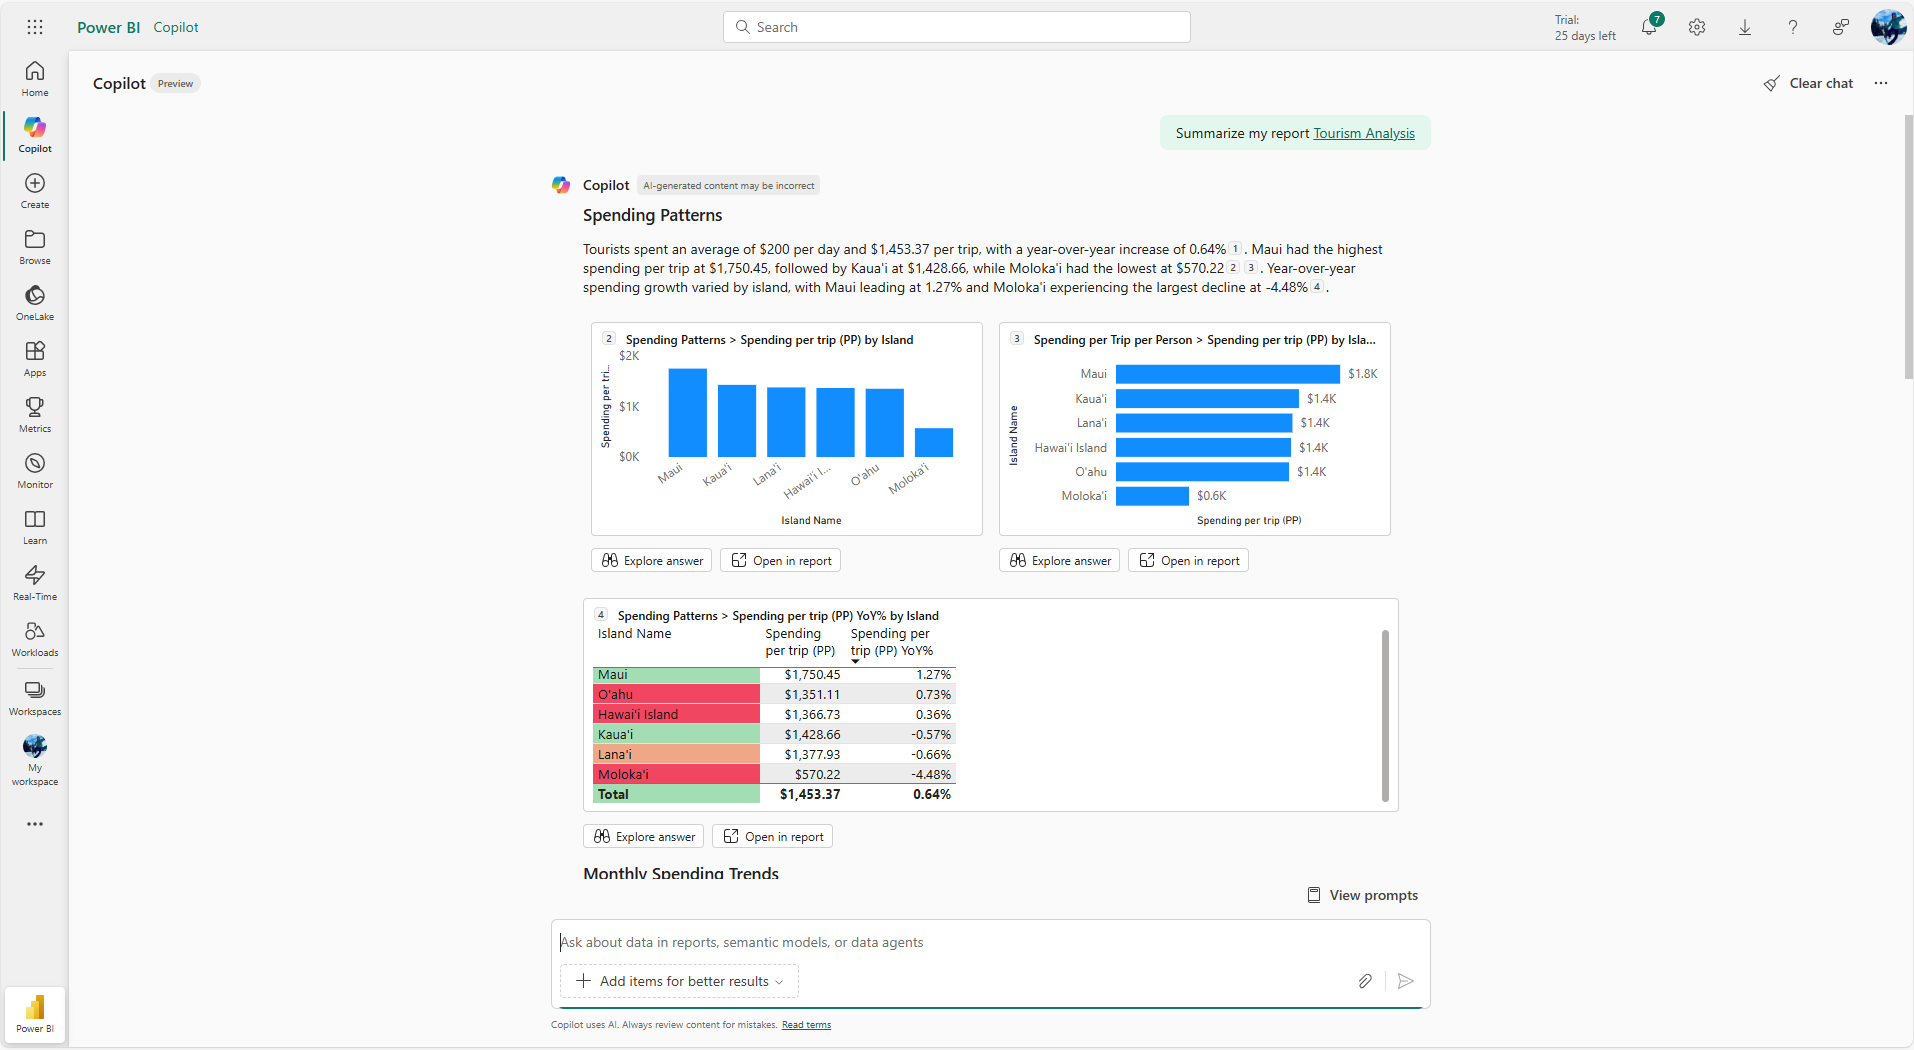 Power BI Copilot
Search
Trial:
25 days left
7
Home
Copilot
Create
Browse
OneLake
Apps
Metrics
Monitor
Learn
Real-Time
Workloads
Workspaces
My
workspace
Power BI
Copilot Preview
Clear chat
Summarize my report Tourism Analysis
Copilot AI-generated content may be incorrect
Spending Patterns
Tourists spent an average of $200 per day and $1,453.37 per trip, with a year-over-year increase of 0.64% 1 . Maui had the highest
spending per trip at $1,750.45, followed by Kaua'i at $1,428.66, while Moloka'i had the lowest at $570.22 2 3 . Year-over-year
spending growth varied by island, with Maui leading at 1.27% and Moloka'i experiencing the largest decline at -4.48% 4 .
2 Spending Patterns > Spending per trip (PP) by Island
Spending per tri...
$2K
$1K
$0K
Maui
Kaua'i
Lana'i
Hawai'i I...
O'ahu
Moloka'i
Island Name
Explore answer
Open in report
3 Spending per Trip per Person > Spending per trip (PP) by Isla...
Island Name
Maui $1.8K
Kaua'i $1.4K
Lana'i $1.4K
Hawai'i Island $1.4K
O'ahu $1.4K
Moloka'i $0.6K
Spending per trip (PP)
Explore answer
Open in report
4 Spending Patterns > Spending per trip (PP) YoY% by Island
Island Name Spending per trip (PP) Spending per trip (PP) YoY%
Maui $1,750.45 1.27%
O'ahu $1,351.11 0.73%
Hawai'i Island $1,366.73 0.36%
Kaua'i $1,428.66 -0.57%
Lana'i $1,377.93 -0.66%
Moloka'i $570.22 -4.48%
Total $1,453.37 0.64%
Explore answer
Open in report
Monthly Spending Trends
View prompts
Ask about data in reports, semantic models, or data agents
Add items for better results
Copilot uses AI. Always review content for mistakes. Read terms